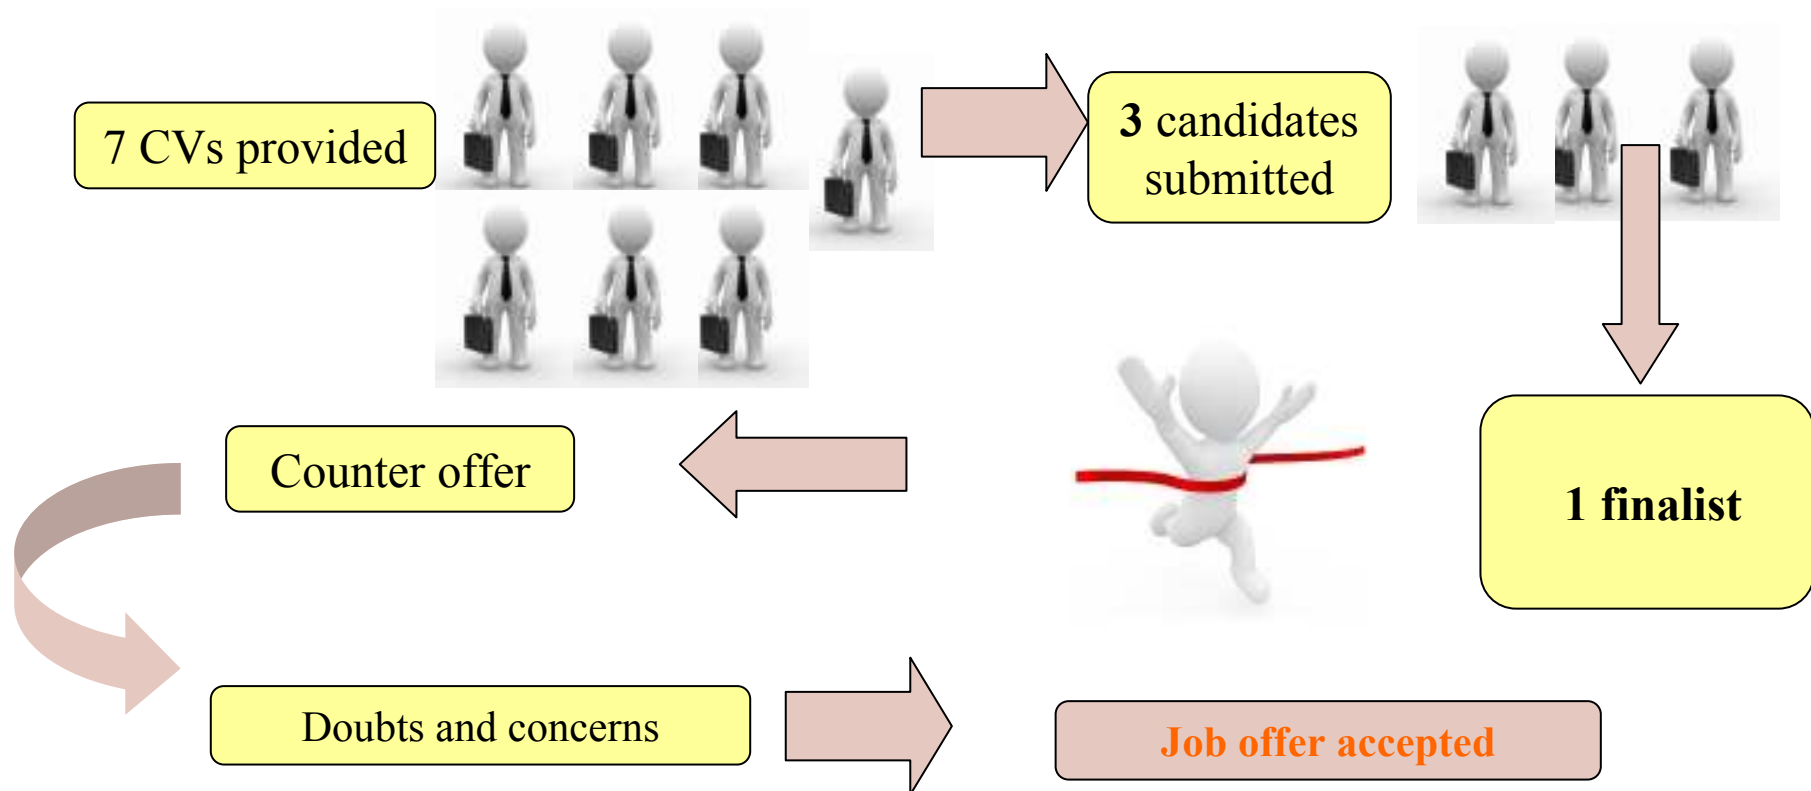 7 CVs provided
3 candidates
submitted
1 finalist
Counter offer
Doubts and concerns
Job offer accepted